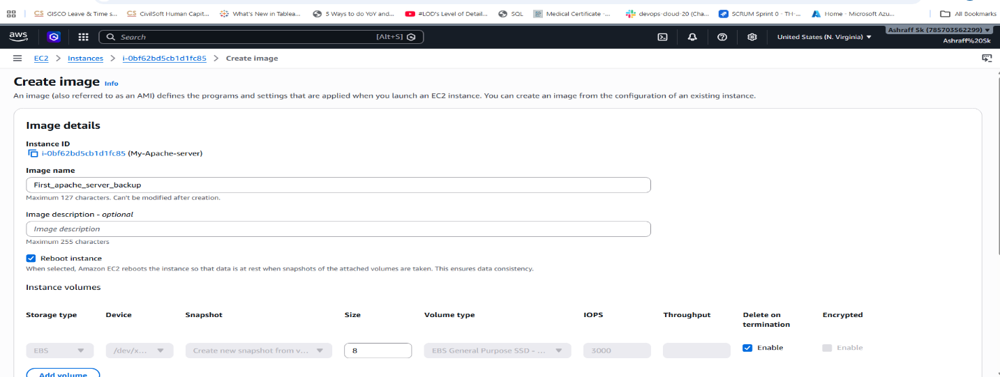 GISCO Leave & Time s... CivilSoft Human Capit... What's New in Tablea... 5 Ways to do YoY and... #LOD's Level of Detail... SQL Medical Certificate -... devops-cloud-20 (Cha... SCRUM Sprint 0 - TH-... Home - Microsoft Azu... All Bookmarks
aws Search [Alt+S] United States (N. Virginia) Ashraff Sk (785703562299)
Ashraff%20Sk
EC2 > Instances > i-0bf62bd5cb1d1fc85 > Create image
Create image Info
An image (also referred to as an AMI) defines the programs and settings that are applied when you launch an EC2 instance. You can create an image from the configuration of an existing instance.
Image details
Instance ID
i-0bf62bd5cb1d1fc85 (My-Apache-server)
Image name
First_apache_server_backup
Maximum 127 characters. Can't be modified after creation.
Image description - optional
Image description
Maximum 255 characters
Reboot instance
When selected, Amazon EC2 reboots the instance so that data is at rest when snapshots of the attached volumes are taken. This ensures data consistency.
Instance volumes
Storage type Device Snapshot Size Volume type IOPS Throughput Delete on termination Encrypted
EBS /dev/x... Create new snapshot from v... 8 EBS General Purpose SSD - ... 3000 Enable Enable
Add volume